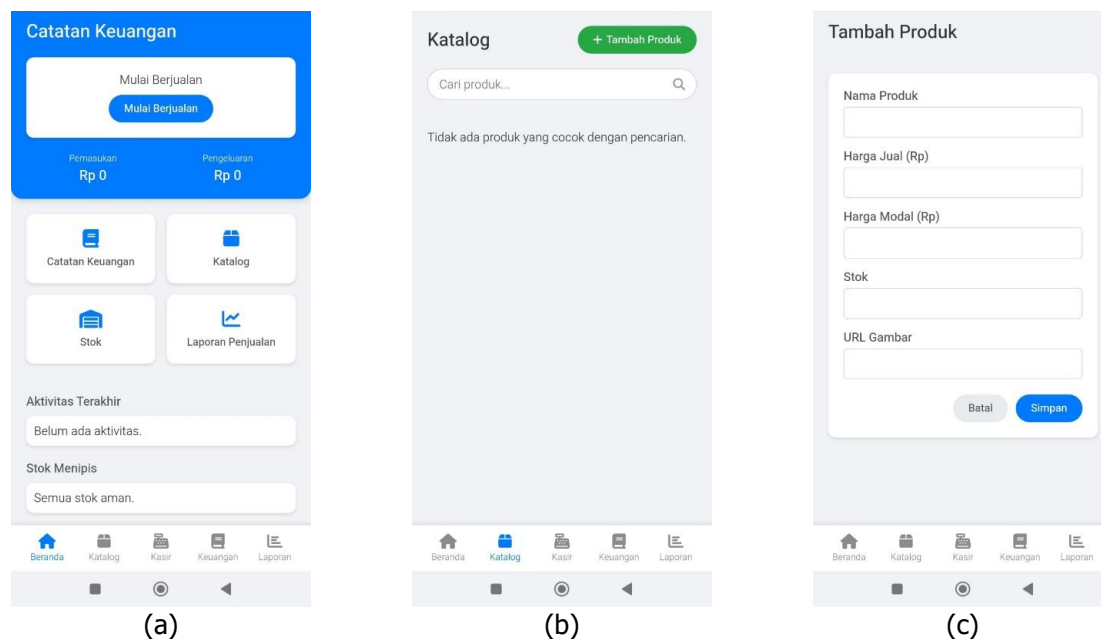 Catatan Keuangan
Mulai Berjualan
Mulai Berjualan
Pemasukan Pengeluaran
Rp 0 Rp 0
Catatan Keuangan Katalog
Stok Laporan Penjualan
Aktivitas Terakhir
Belum ada aktivitas.
Stok Menipis
Semua stok aman.
Beranda Katalog Kasir Keuangan Laporan
(a)
Katalog + Tambah Produk
Cari produk...
Tidak ada produk yang cocok dengan pencarian.
Beranda Katalog Kasir Keuangan Laporan
(b)
Tambah Produk
Nama Produk
Harga Jual (Rp)
Harga Modal (Rp)
Stok
URL Gambar
Batal Simpan
Beranda Katalog Kasir Keuangan Laporan
(c)